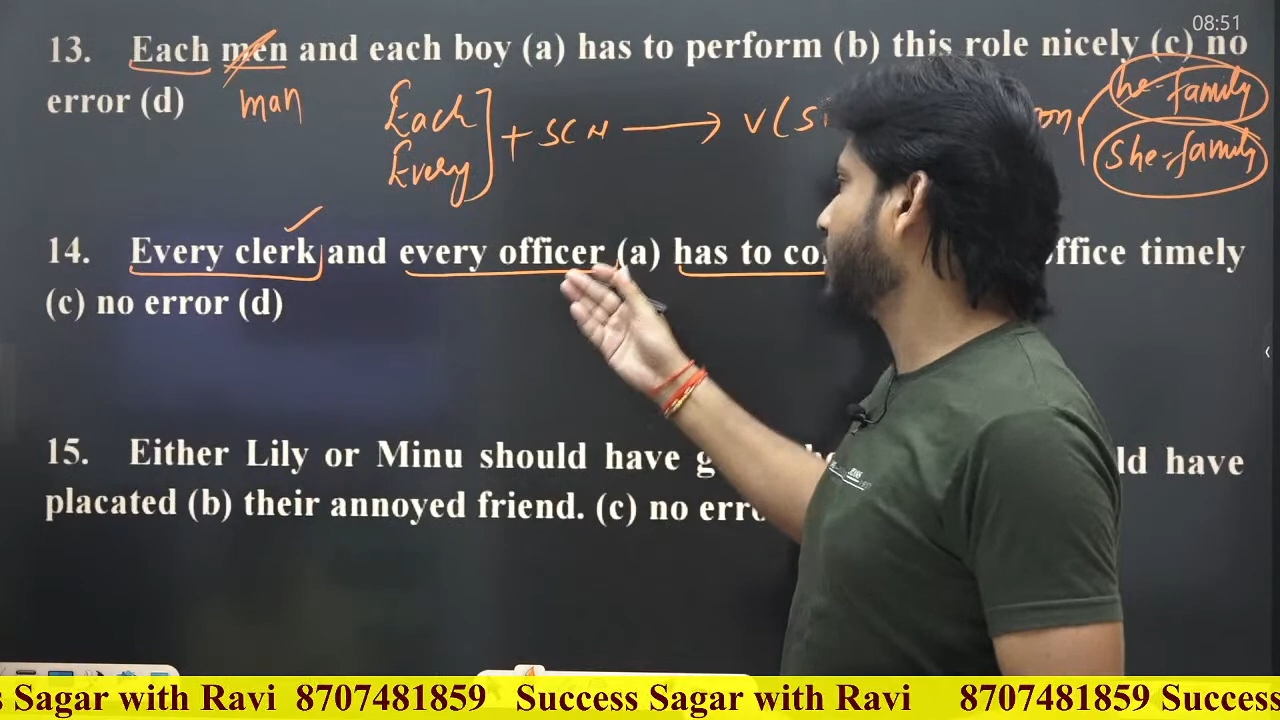 08:51
13. Each men and each boy (a) has to perform (b) this role nicely (c) no
error (d)
man
Each
Every
+ SCN → V(Si
on
he-family
She-family
14. Every clerk and every officer (a) has to co ffice timely
(c) no error (d)
15. Either Lily or Minu should have g ld have
placated (b) their annoyed friend. (c) no erro
s Sagar with Ravi 8707481859 Success Sagar with Ravi 8707481859 Success